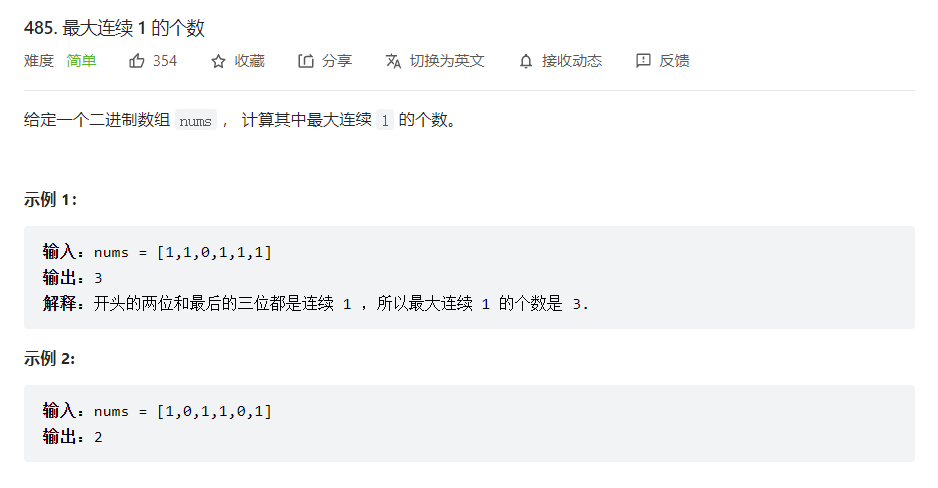 485. 最大连续 1 的个数
难度 简单 354 收藏 分享 切换为英文 接收动态 反馈
给定一个二进制数组 nums ， 计算其中最大连续 1 的个数。
示例 1：
输入：nums = [1,1,0,1,1,1]
输出：3
解释：开头的两位和最后的三位都是连续 1 ，所以最大连续 1 的个数是 3.
示例 2:
输入：nums = [1,0,1,1,0,1]
输出：2